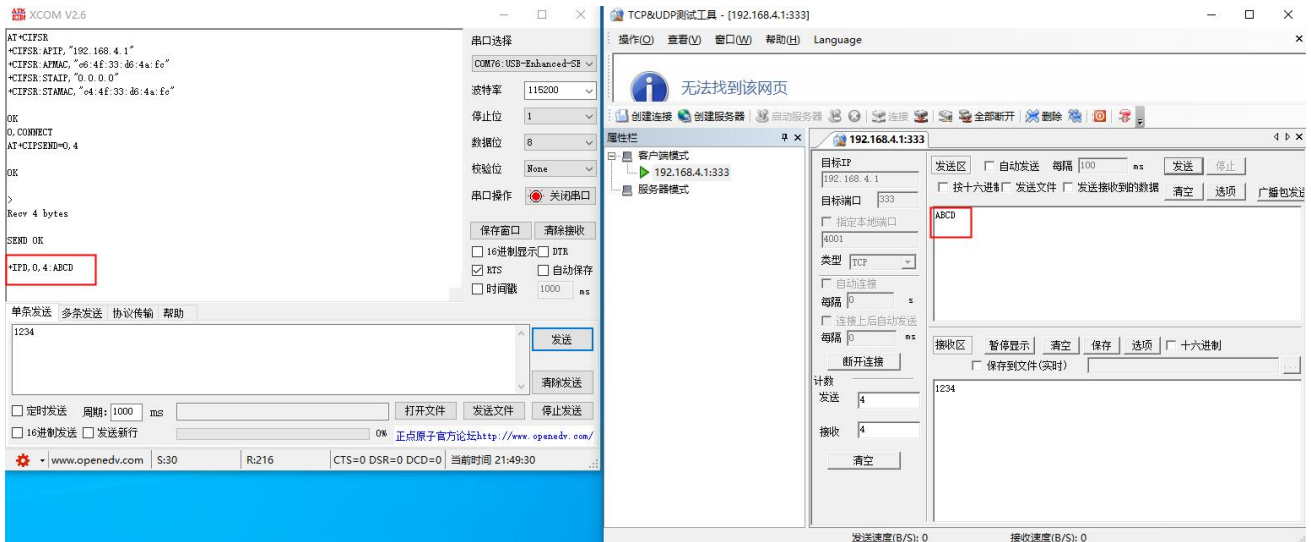 XCOM V2.6
AT+CIFSR
+CIFSR:APIP,"192.168.4.1"
+CIFSR:APMAC,"e6:4f:33:d6:4a:fc"
+CIFSR:STAIP,"0.0.0.0"
+CIFSR:STAMAC,"e4:4f:33:d6:4a:fc"
OK
0,CONNECT
AT+CIPSEND=0,4
OK
>
Recv 4 bytes
SEND OK
+IPD,0,4:ABCD
串口选择
COM76:USB-Enhanced-SE
波特率 115200
停止位 1
数据位 8
校验位 None
串口操作 关闭串口
保存窗口 清除接收
16进制显示 DTR
RTS 自动保存
时间戳 1000 ms
单条发送 多条发送 协议传输 帮助
1234
发送
清除发送
定时发送 周期: 1000 ms 打开文件 发送文件 停止发送
16进制发送 发送新行 0% 正点原子官方论坛http://www.openedv.com/
www.openedv.com S:30 R:216 CTS=0 DSR=0 DCD=0 当前时间 21:49:30
TCP&UDP测试工具 - [192.168.4.1:333]
操作(O) 查看(V) 窗口(W) 帮助(H) Language
无法找到该网页
创建连接 创建服务器 启动服务器 连接 全部断开 删除
属性栏
客户端模式
192.168.4.1:333
服务器模式
192.168.4.1:333
目标IP
192.168.4.1
目标端口 333
指定本地端口
4001
类型 TCP
自动连接
每隔 0 s
连接上后自动发送
每隔 0 ms
断开连接
计数
发送 4
接收 4
清空
发送区 自动发送 每隔 100 ms 发送 停止
按十六进制 发送文件 发送接收到的数据 清空 选项 广播包发送
ABCD
接收区 暂停显示 清空 保存 选项 十六进制
保存到文件(实时)
1234
发送速度(B/S): 0 接收速度(B/S): 0